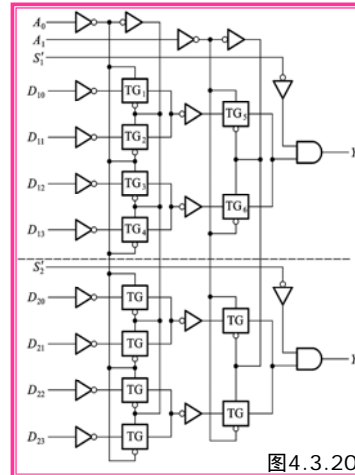 A₀
A₁
S₁′
D₁₀ TG₁
TG₅
D₁₁ TG₂
Y
D₁₂ TG₃
TG₆
D₁₃ TG₄
S₂′
D₂₀ TG
TG
D₂₁ TG
Y
D₂₂ TG
TG
D₂₃ TG
图4.3.20